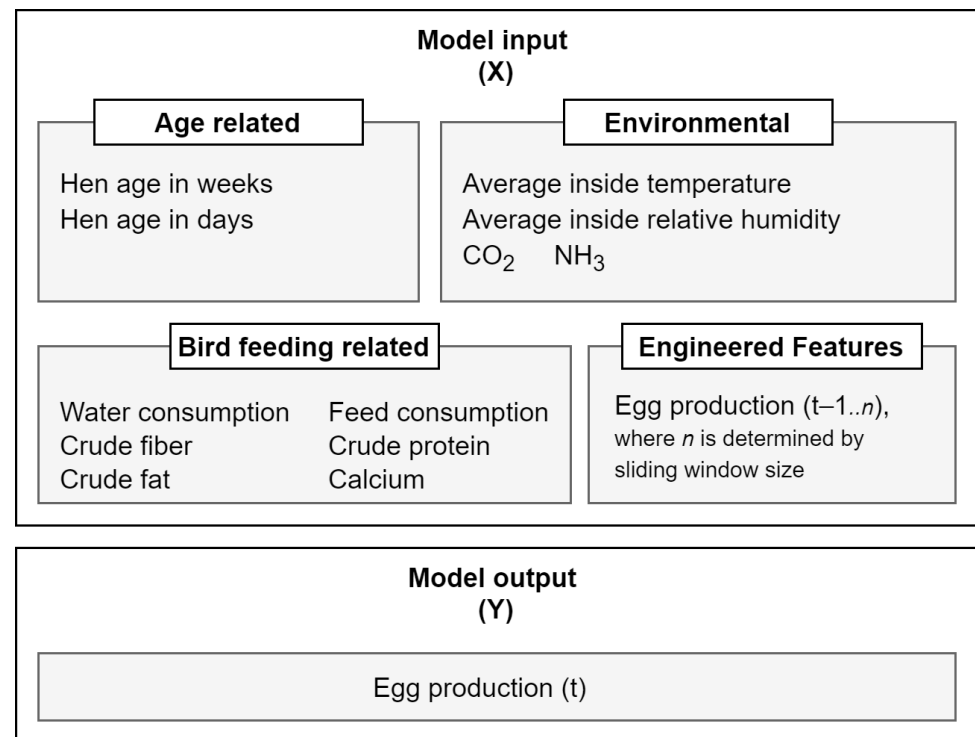 Model input
(X)
Age related
Hen age in weeks
Hen age in days
Environmental
Average inside temperature
Average inside relative humidity
CO₂ NH₃
Bird feeding related
Water consumption Feed consumption
Crude fiber Crude protein
Crude fat Calcium
Engineered Features
Egg production (t–1..n),
where n is determined by
sliding window size
Model output
(Y)
Egg production (t)